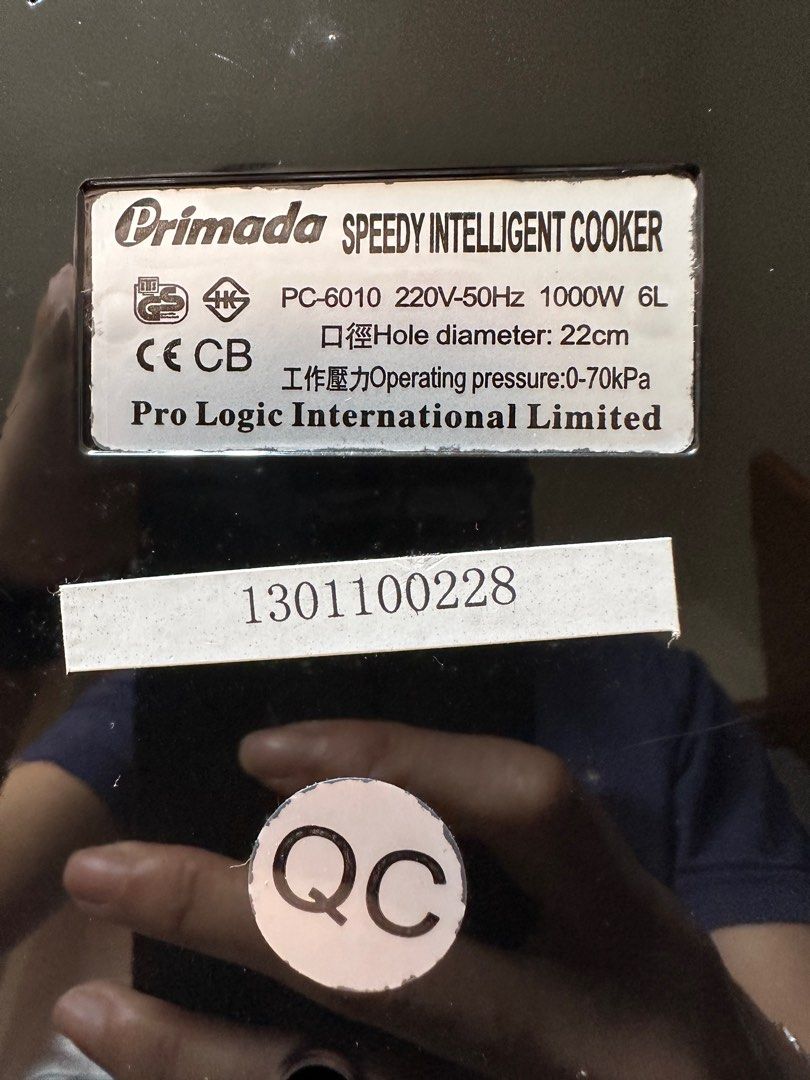 Primada SPEEDY INTELLIGENT COOKER
PC-6010 220V-50Hz 1000W 6L
口徑Hole diameter: 22cm
CE CB
工作壓力Operating pressure:0-70kPa
Pro Logic International Limited
1301100228
QC